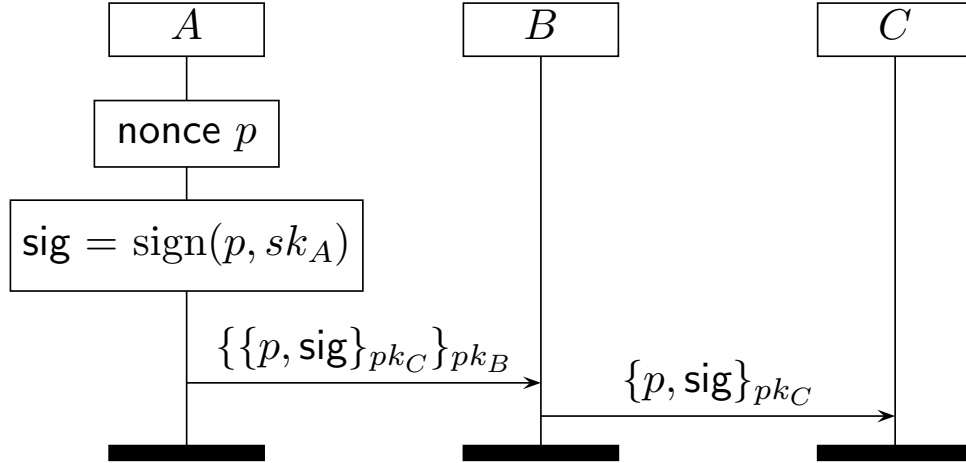 A B C
nonce p
sig = sign(p, sk_A)
{{p, sig}_{pk_C}}_{pk_B}
{p, sig}_{pk_C}